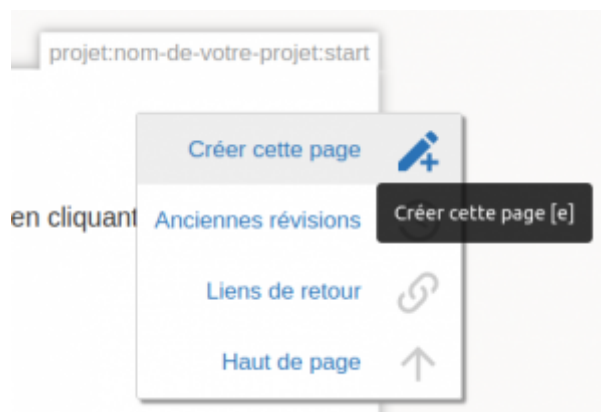 projet:nom-de-votre-projet:start
Créer cette page
en cliquant
Anciennes révisions
Créer cette page [e]
Liens de retour
Haut de page